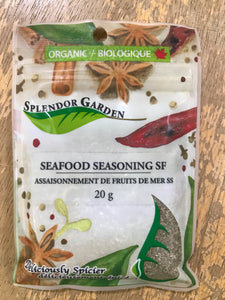 ORGANIC • BIOLOGIQUE
SPLENDOR GARDEN
SEAFOOD SEASONING SF
ASSAISONNEMENT DE FRUITS DE MER SS
20 g
Deliciously Spicier